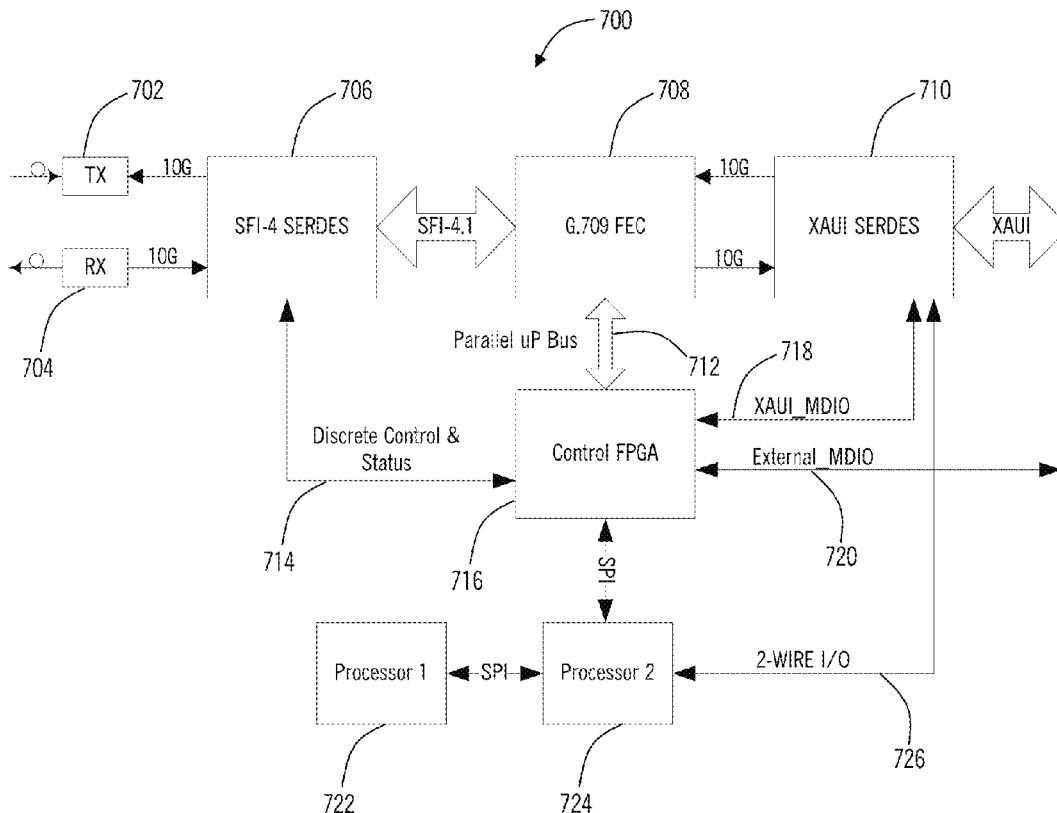 700
702
706
708
710
TX
10G
SFI-4 SERDES
SFI-4.1
G.709 FEC
10G
XAUI SERDES
XAUI
RX
10G
10G
704
Parallel uP Bus
712
718
XAUI_MDIO
Discrete Control &
Status
Control FPGA
External_MDIO
714
716
720
SPI
Processor 1
SPI
Processor 2
2-WIRE I/O
726
722
724